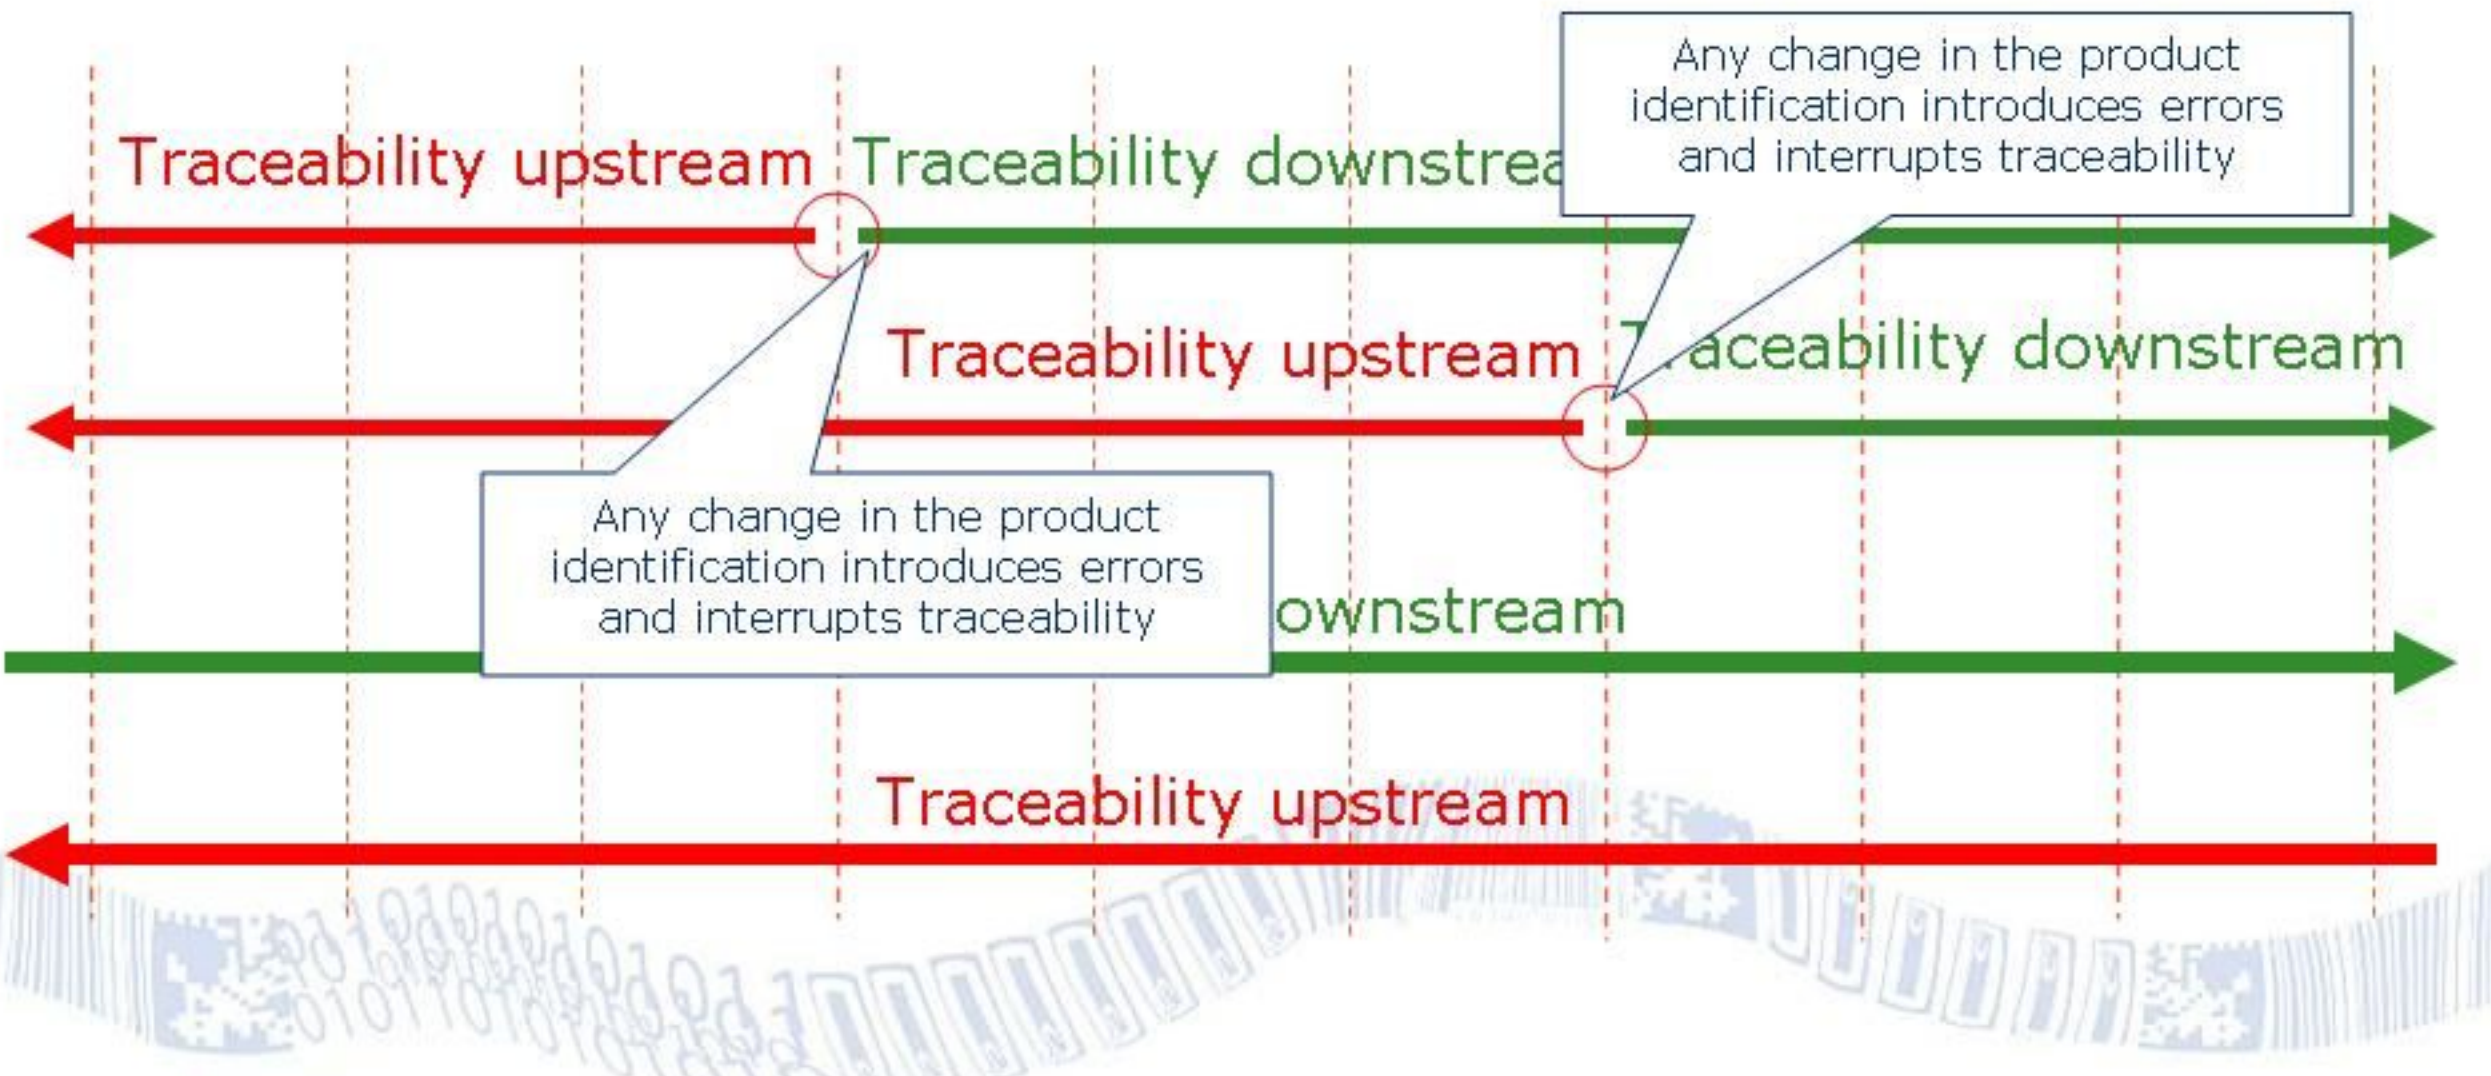 Any change in the product
identification introduces errors
and interrupts traceability
Traceability upstream
Traceability downstrea
Traceability upstream
aceability downstream
Any change in the product
identification introduces errors
and interrupts traceability
ownstream
Traceability upstream